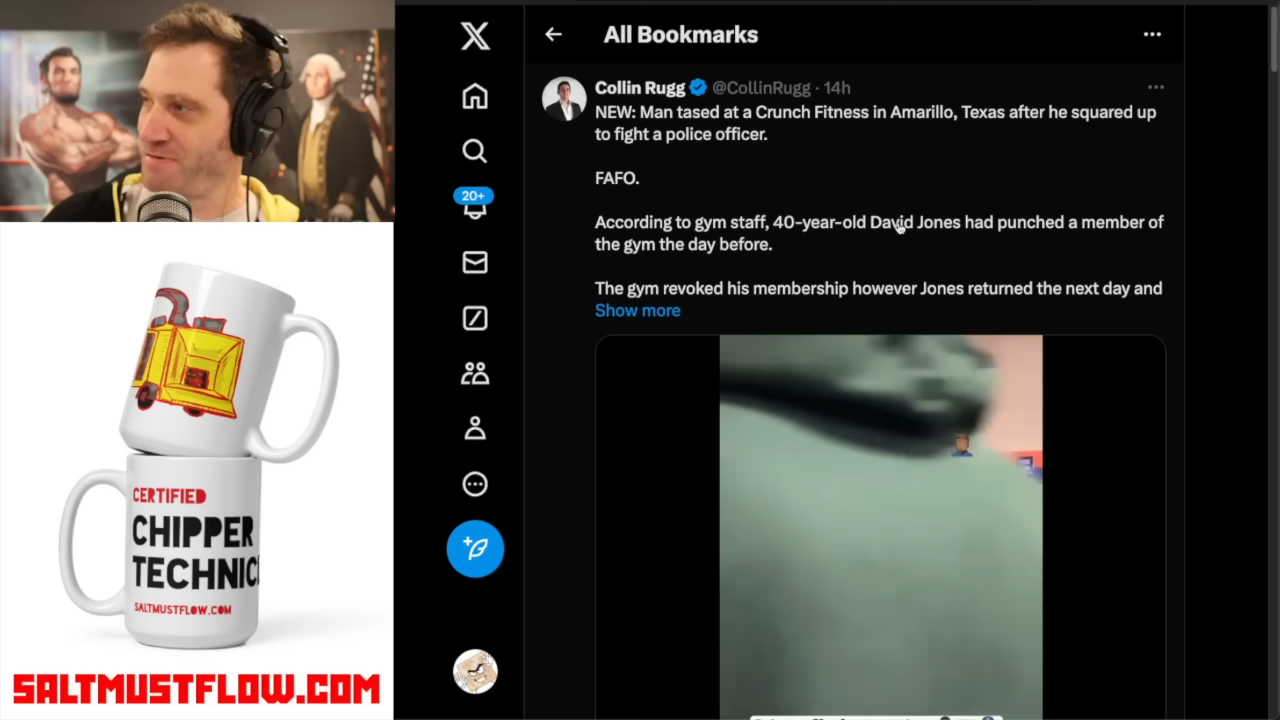 All Bookmarks
Collin Rugg @CollinRugg · 14h
NEW: Man tased at a Crunch Fitness in Amarillo, Texas after he squared up
to fight a police officer.
FAFO.
According to gym staff, 40-year-old David Jones had punched a member of
the gym the day before.
The gym revoked his membership however Jones returned the next day and
Show more
20+
CERTIFIED
CHIPPER
TECHNIC
SALTMUSTFLOW.COM
SALTMUSTFLOW.COM